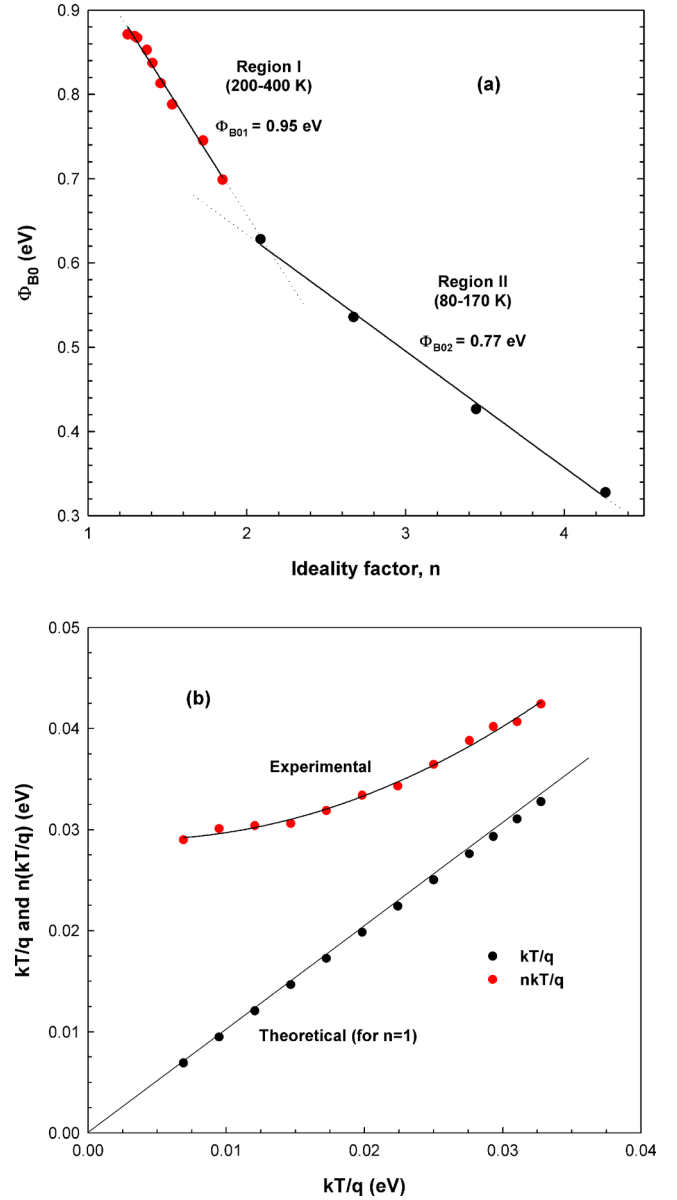 0.9
0.8
0.7
0.6
0.5
0.4
0.3
ΦB0 (eV)
Region I
(200-400 K)
(a)
ΦB01 = 0.95 eV
Region II
(80-170 K)
ΦB02 = 0.77 eV
1 2 3 4
Ideality factor, n
0.05
0.04
0.03
0.02
0.01
0.00
kT/q and n(kT/q) (eV)
(b)
Experimental
kT/q
nkT/q
Theoretical (for n=1)
0.00 0.01 0.02 0.03 0.04
kT/q (eV)